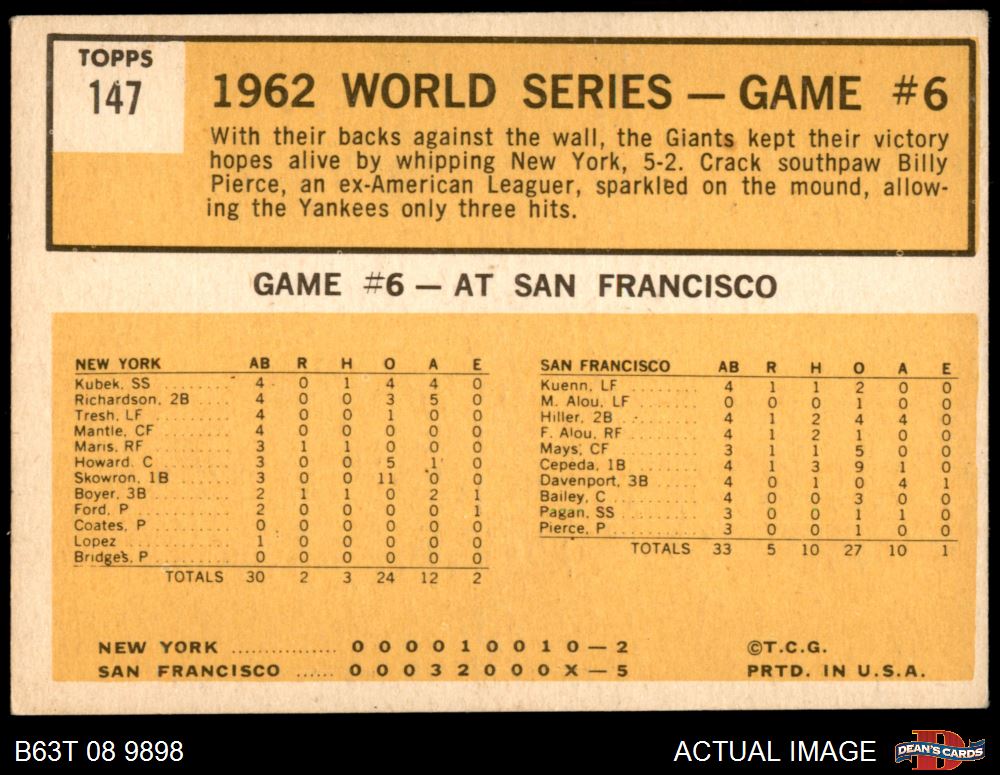 TOPPS
147
1962 WORLD SERIES — GAME #6
With their backs against the wall, the Giants kept their victory
hopes alive by whipping New York, 5-2. Crack southpaw Billy
Pierce, an ex-American Leaguer, sparkled on the mound, allow-
ing the Yankees only three hits.
GAME #6 — AT SAN FRANCISCO
NEW YORK AB R H O A E
Kubek, SS ........ 4 0 1 4 4 0
Richardson, 2B .... 4 0 0 3 5 0
Tresh, LF ........ 4 0 0 1 0 0
Mantle, CF ....... 4 0 0 0 0 0
Maris, RF ........ 3 1 1 0 0 0
Howard, C ........ 3 0 0 5 1 0
Skowron, 1B ...... 3 0 0 11 0 0
Boyer, 3B ........ 2 1 1 0 2 1
Ford, P .......... 2 0 0 0 0 1
Coates, P ........ 0 0 0 0 0 0
Lopez ............ 1 0 0 0 0 0
Bridges, P ....... 0 0 0 0 0 0
TOTALS 30 2 3 24 12 2
SAN FRANCISCO AB R H O A E
Kuenn, LF ........ 4 1 1 2 0 0
M. Alou, LF ...... 0 0 0 1 0 0
Hiller, 2B ....... 4 1 2 4 4 0
F. Alou, RF ...... 4 1 2 1 0 0
Mays, CF ......... 3 1 1 5 0 0
Cepeda, 1B ....... 4 1 3 9 1 0
Davenport, 3B .... 4 0 1 0 4 1
Bailey, C ........ 4 0 0 3 0 0
Pagan, SS ........ 3 0 0 1 1 0
Pierce, P ........ 3 0 0 1 0 0
TOTALS 33 5 10 27 10 1
NEW YORK .............. 0 0 0 0 1 0 0 1 0 — 2
SAN FRANCISCO ...... 0 0 0 3 2 0 0 0 X — 5
©T.C.G.
PRTD. IN U.S.A.
B63T 08 9898
ACTUAL IMAGE
D
DEAN'S CARDS